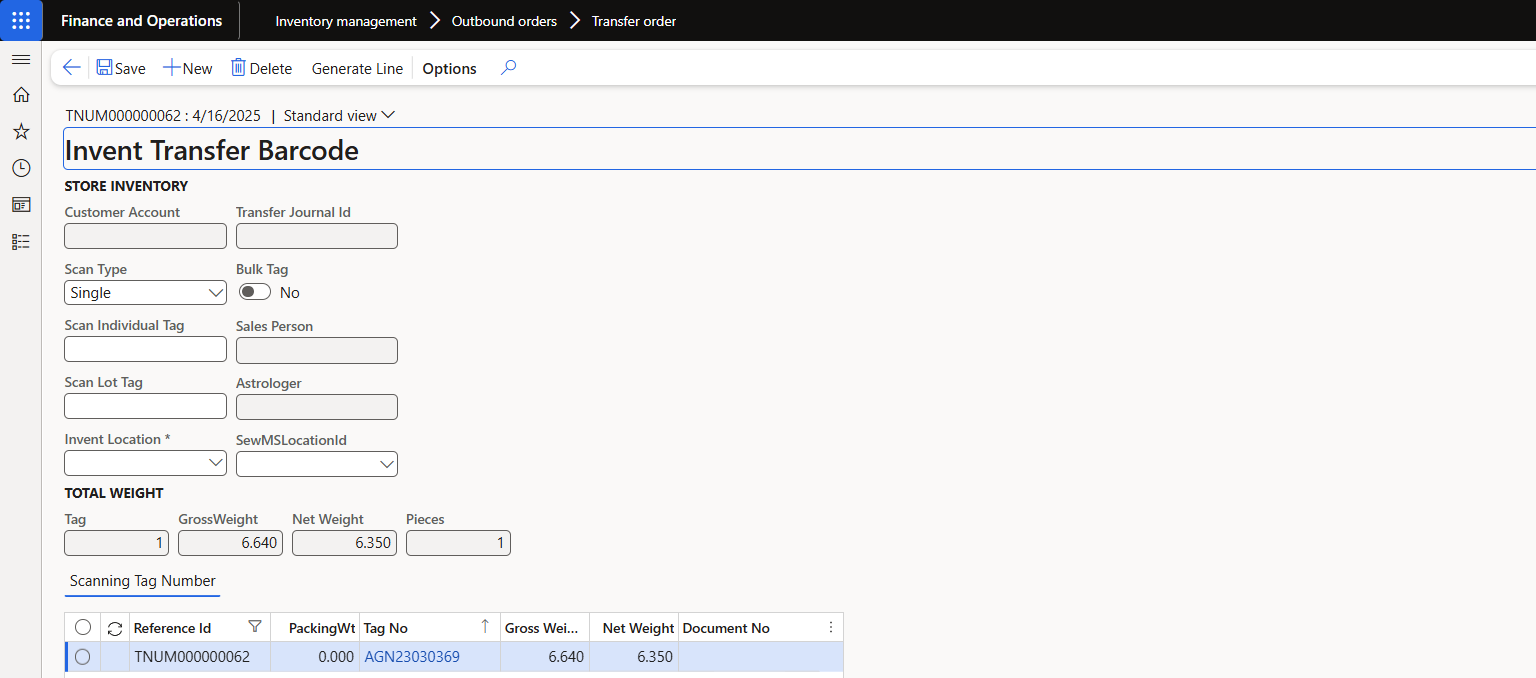 Finance and Operations Inventory management Outbound orders Transfer order
Save New Delete Generate Line Options
TNUM000000062 : 4/16/2025 | Standard view
Invent Transfer Barcode
STORE INVENTORY
Customer Account Transfer Journal Id
Scan Type Bulk Tag
Single No
Scan Individual Tag Sales Person
Scan Lot Tag Astrologer
Invent Location * SewMSLocationId
TOTAL WEIGHT
Tag GrossWeight Net Weight Pieces
1 6.640 6.350 1
Scanning Tag Number
Reference Id PackingWt Tag No Gross Wei... Net Weight Document No
TNUM000000062 0.000 AGN23030369 6.640 6.350